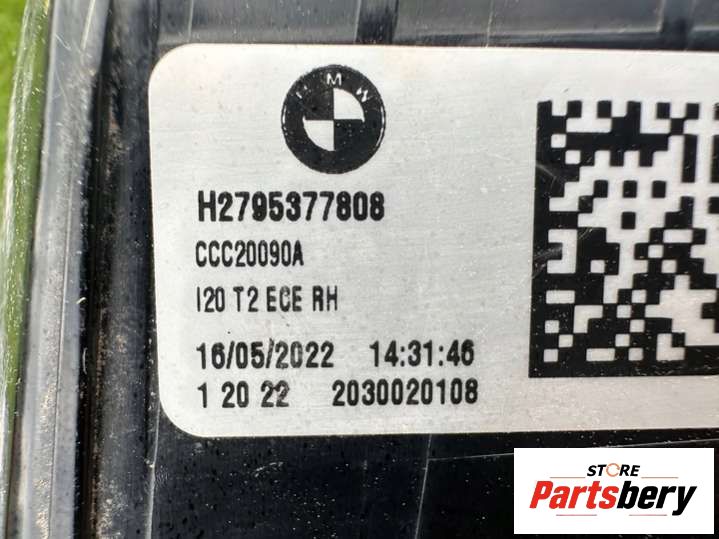 BMW
H2795377808
CCC20090A
I20 T2 ECE RH
16/05/2022 14:31:46
1 20 22 2030020108
STORE
Partsbery